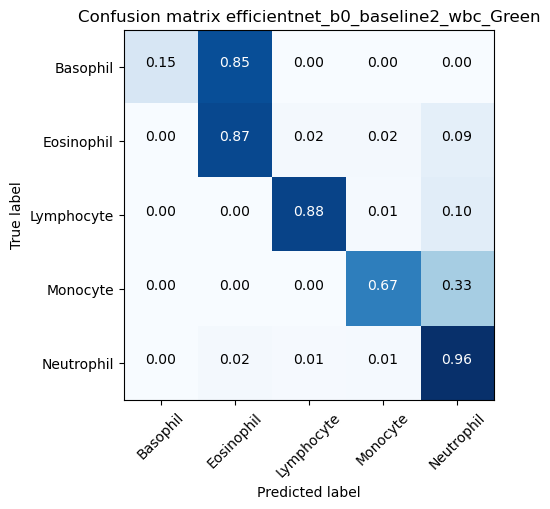 Confusion matrix efficientnet_b0_baseline2_wbc_Green
Basophil 0.15 0.85 0.00 0.00 0.00
Eosinophil 0.00 0.87 0.02 0.02 0.09
Lymphocyte 0.00 0.00 0.88 0.01 0.10
Monocyte 0.00 0.00 0.00 0.67 0.33
Neutrophil 0.00 0.02 0.01 0.01 0.96
True label
Basophil Eosinophil Lymphocyte Monocyte Neutrophil
Predicted label